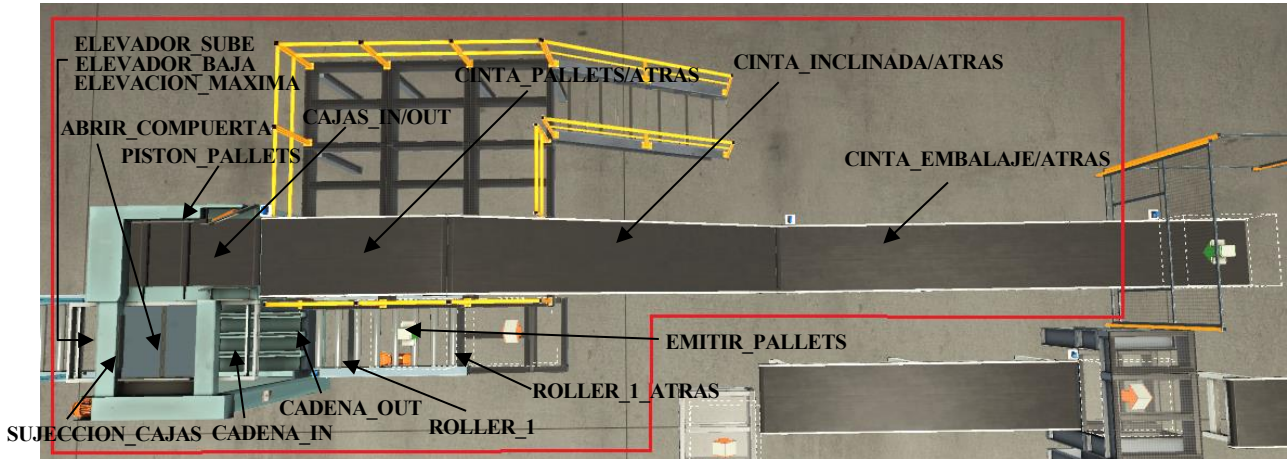 ELEVADOR_SUBE
ELEVADOR_BAJA
ELEVACION_MAXIMA
CINTA_PALLETS/ATRAS
CINTA_INCLINADA/ATRAS
CAJAS_IN/OUT
ABRIR_COMPUERTA
PISTON_PALLETS
CINTA_EMBALAJE/ATRAS
EMITIR_PALLETS
ROLLER_1_ATRAS
CADENA_OUT
ROLLER_1
SUJECCION_CAJAS CADENA_IN